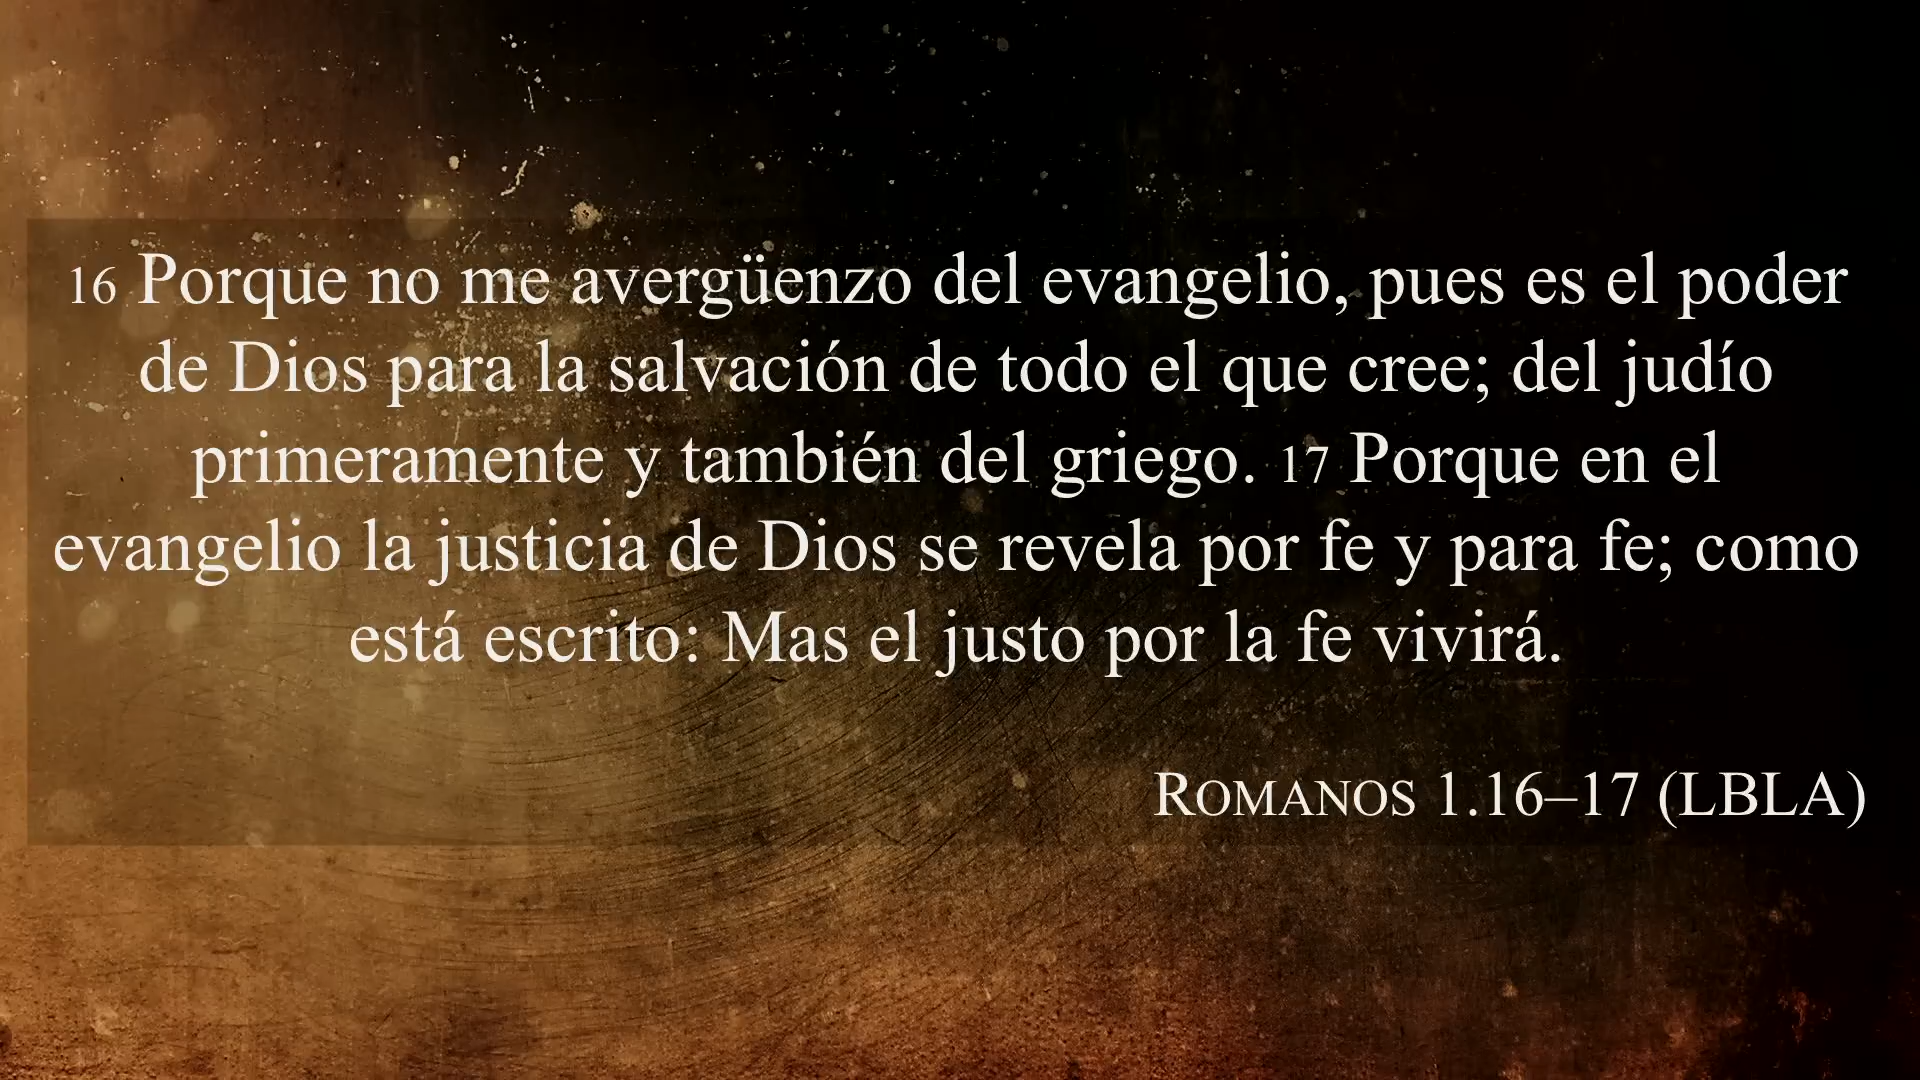 16 Porque no me avergüenzo del evangelio, pues es el poder
de Dios para la salvación de todo el que cree; del judío
primeramente y también del griego. 17 Porque en el
evangelio la justicia de Dios se revela por fe y para fe; como
está escrito: Mas el justo por la fe vivirá.
ROMANOS 1.16–17 (LBLA)